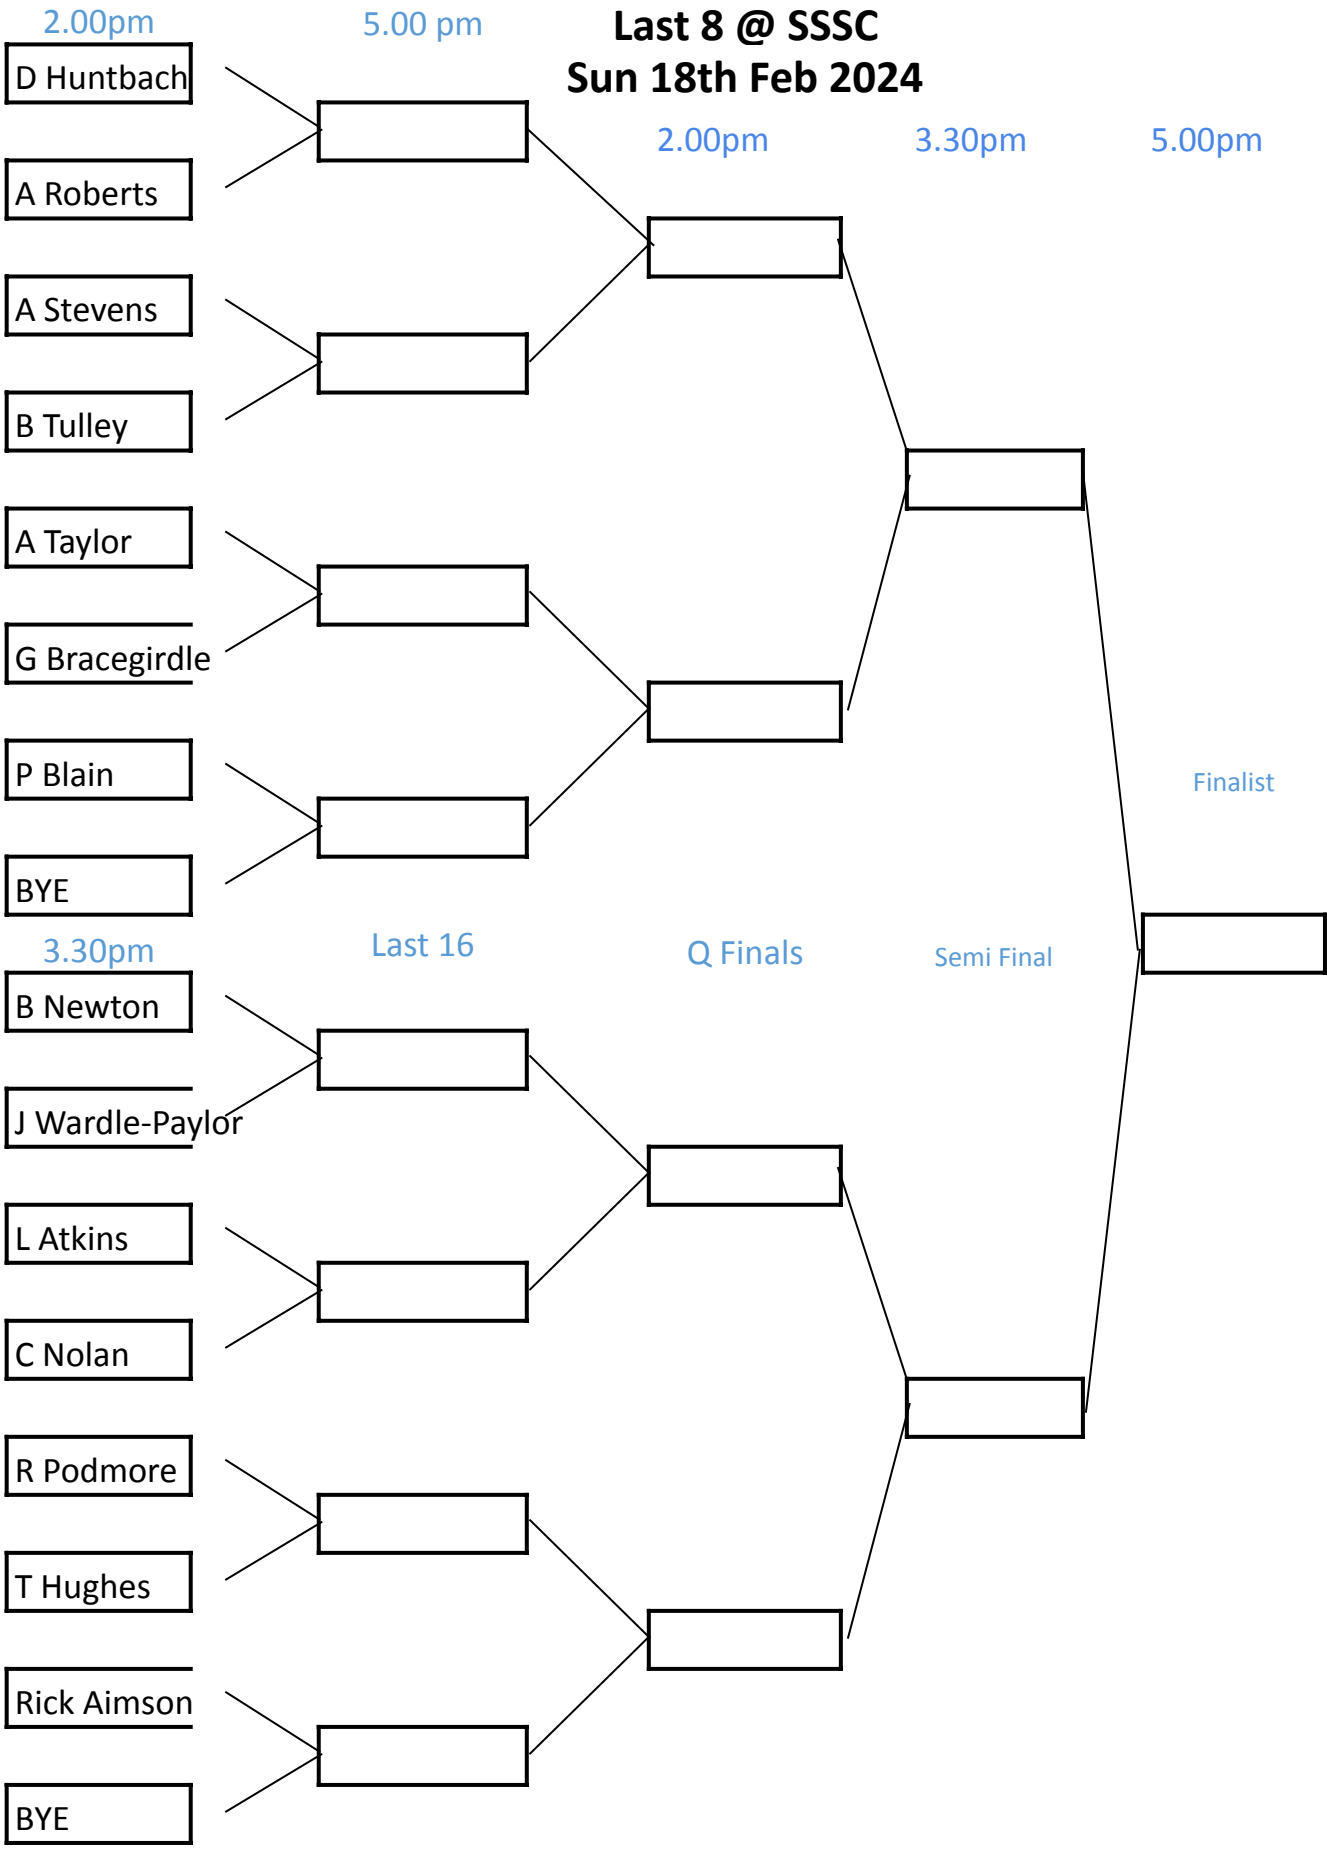 2.00pm
5.00 pm
Last 8 @ SSSC
Sun 18th Feb 2024
2.00pm
3.30pm
5.00pm
D Huntbach
A Roberts
A Stevens
B Tulley
A Taylor
G Bracegirdle
P Blain
Finalist
BYE
3.30pm
Last 16
Q Finals
Semi Final
B Newton
J Wardle-Paylor
L Atkins
C Nolan
R Podmore
T Hughes
Rick Aimson
BYE